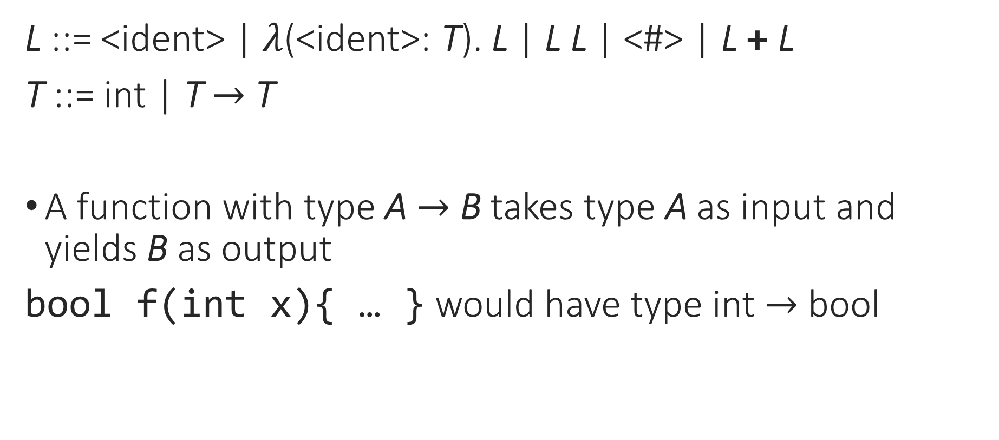 L ::= <ident> | λ(<ident>: T). L | L L | <#> | L + L
T ::= int | T → T
• A function with type A → B takes type A as input and
yields B as output
bool f(int x){ … } would have type int → bool